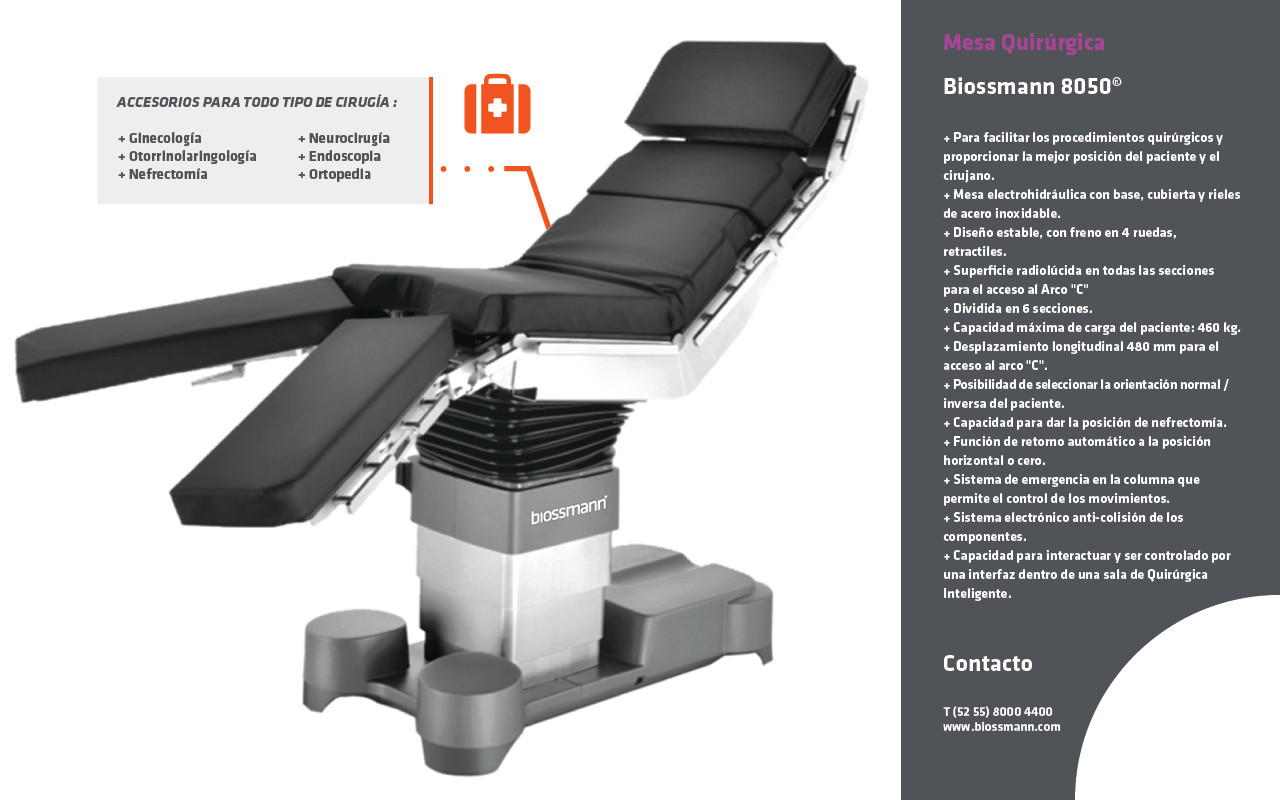 ACCESORIOS PARA TODO TIPO DE CIRUGÍA :
+ Ginecología
+ Otorrinolaringología
+ Nefrectomía
+ Neurocirugía
+ Endoscopia
+ Ortopedia
biossmann
Mesa Quirúrgica
Biossmann 8050®
+ Para facilitar los procedimientos quirúrgicos y
proporcionar la mejor posición del paciente y el
cirujano.
+ Mesa electrohidráulica con base, cubierta y rieles
de acero inoxidable.
+ Diseño estable, con freno en 4 ruedas,
retractiles.
+ Superficie radiolúcida en todas las secciones
para el acceso al Arco "C"
+ Dividida en 6 secciones.
+ Capacidad máxima de carga del paciente: 460 kg.
+ Desplazamiento longitudinal 480 mm para el
acceso al arco "C".
+ Posibilidad de seleccionar la orientación normal /
inversa del paciente.
+ Capacidad para dar la posición de nefrectomía.
+ Función de retorno automático a la posición
horizontal o cero.
+ Sistema de emergencia en la columna que
permite el control de los movimientos.
+ Sistema electrónico anti-colisión de los
componentes.
+ Capacidad para interactuar y ser controlado por
una interfaz dentro de una sala de Quirúrgica
Inteligente.
Contacto
T (52 55) 8000 4400
www.biossmann.com